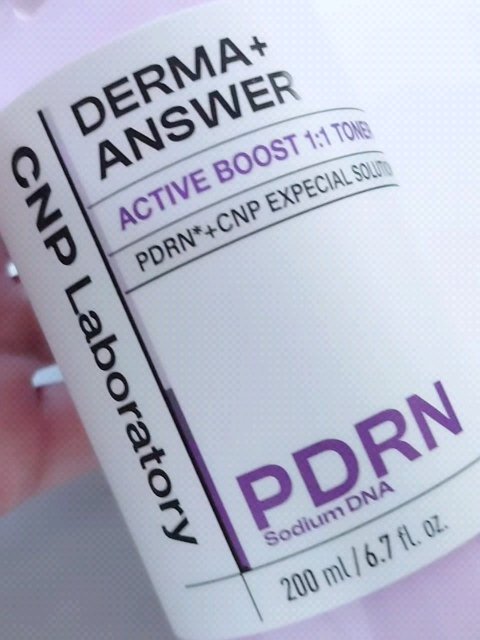 DERMA+
ANSWER
ACTIVE BOOST 1:1 TONER
PDRN*+CNP EXPECIAL SOLUTIO
CNP Laboratory
PDRN
Sodium DNA
200 ml/6.7 fl. oz.